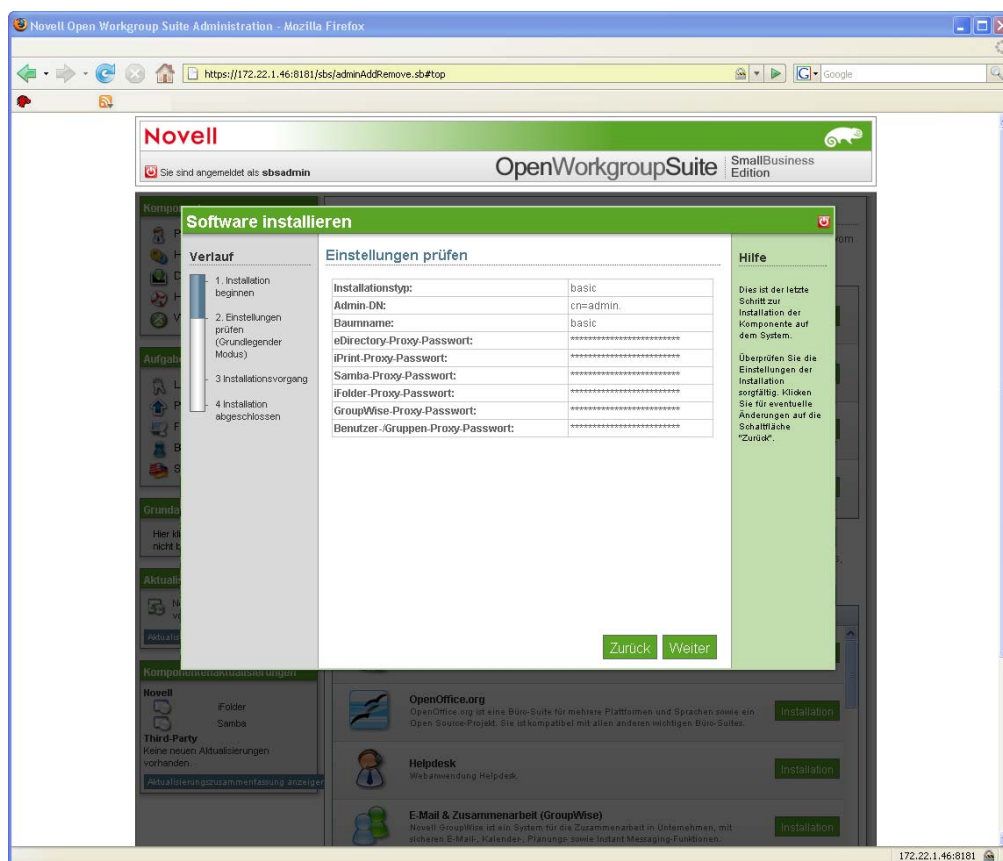 Novell Open Workgroup Suite Administration - Mozilla Firefox
https://172.22.1.46:8181/sbs/adminAddRemove.sb#top
G
Google
Novell
Sie sind angemeldet als sbsadmin
OpenWorkgroupSuite
SmallBusiness
Edition
Software installieren
Verlauf
1. Installation
beginnen
2. Einstellungen
prüfen
(Grundlegender
Modus)
3 Installationsvorgang
4 Installation
abgeschlossen
Einstellungen prüfen
Installationstyp: basic
Admin-DN: cn=admin.
Baumname: basic
eDirectory-Proxy-Passwort: ************************
iPrint-Proxy-Passwort: ************************
Samba-Proxy-Passwort: ************************
iFolder-Proxy-Passwort: ************************
GroupWise-Proxy-Passwort: ************************
Benutzer-/Gruppen-Proxy-Passwort: ************************
Zurück
Weiter
Hilfe
Dies ist der letzte
Schritt zur
Installation der
Komponente auf
dem System.
Überprüfen Sie die
Einstellungen der
Installation
sorgfältig. Klicken
Sie für eventuelle
Änderungen auf die
Schaltfläche
"Zurück".
Komponentenaktualisierungen
Novell
iFolder
Samba
Third-Party
Keine neuen Aktualisierungen
vorhanden.
Aktualisierungszusammenfassung anzeigen
OpenOffice.org
OpenOffice.org ist eine Büro-Suite für mehrere Plattformen und Sprachen sowie ein
Open Source-Projekt. Sie ist kompatibel mit allen anderen wichtigen Büro-Suites.
Installation
Helpdesk
Webanwendung Helpdesk
Installation
E-Mail & Zusammenarbeit (GroupWise)
Novell GroupWise ist ein System für die Zusammenarbeit in Unternehmen, mit
sicheren E-Mail-, Kalender-, Planungs- sowie Instant Messaging-Funktionen.
Installation
172.22.1.46:8181